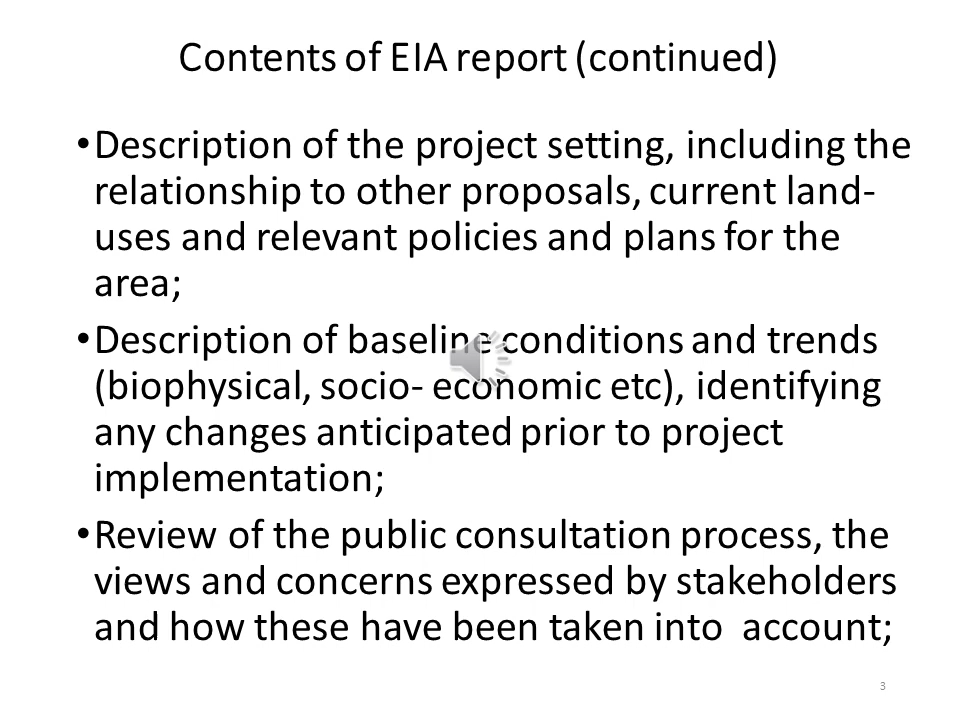 Contents of EIA report (continued)
•Description of the project setting, including the
relationship to other proposals, current land-
uses and relevant policies and plans for the
area;
•Description of baseline conditions and trends
(biophysical, socio- economic etc), identifying
any changes anticipated prior to project
implementation;
•Review of the public consultation process, the
views and concerns expressed by stakeholders
and how these have been taken into  account;
3